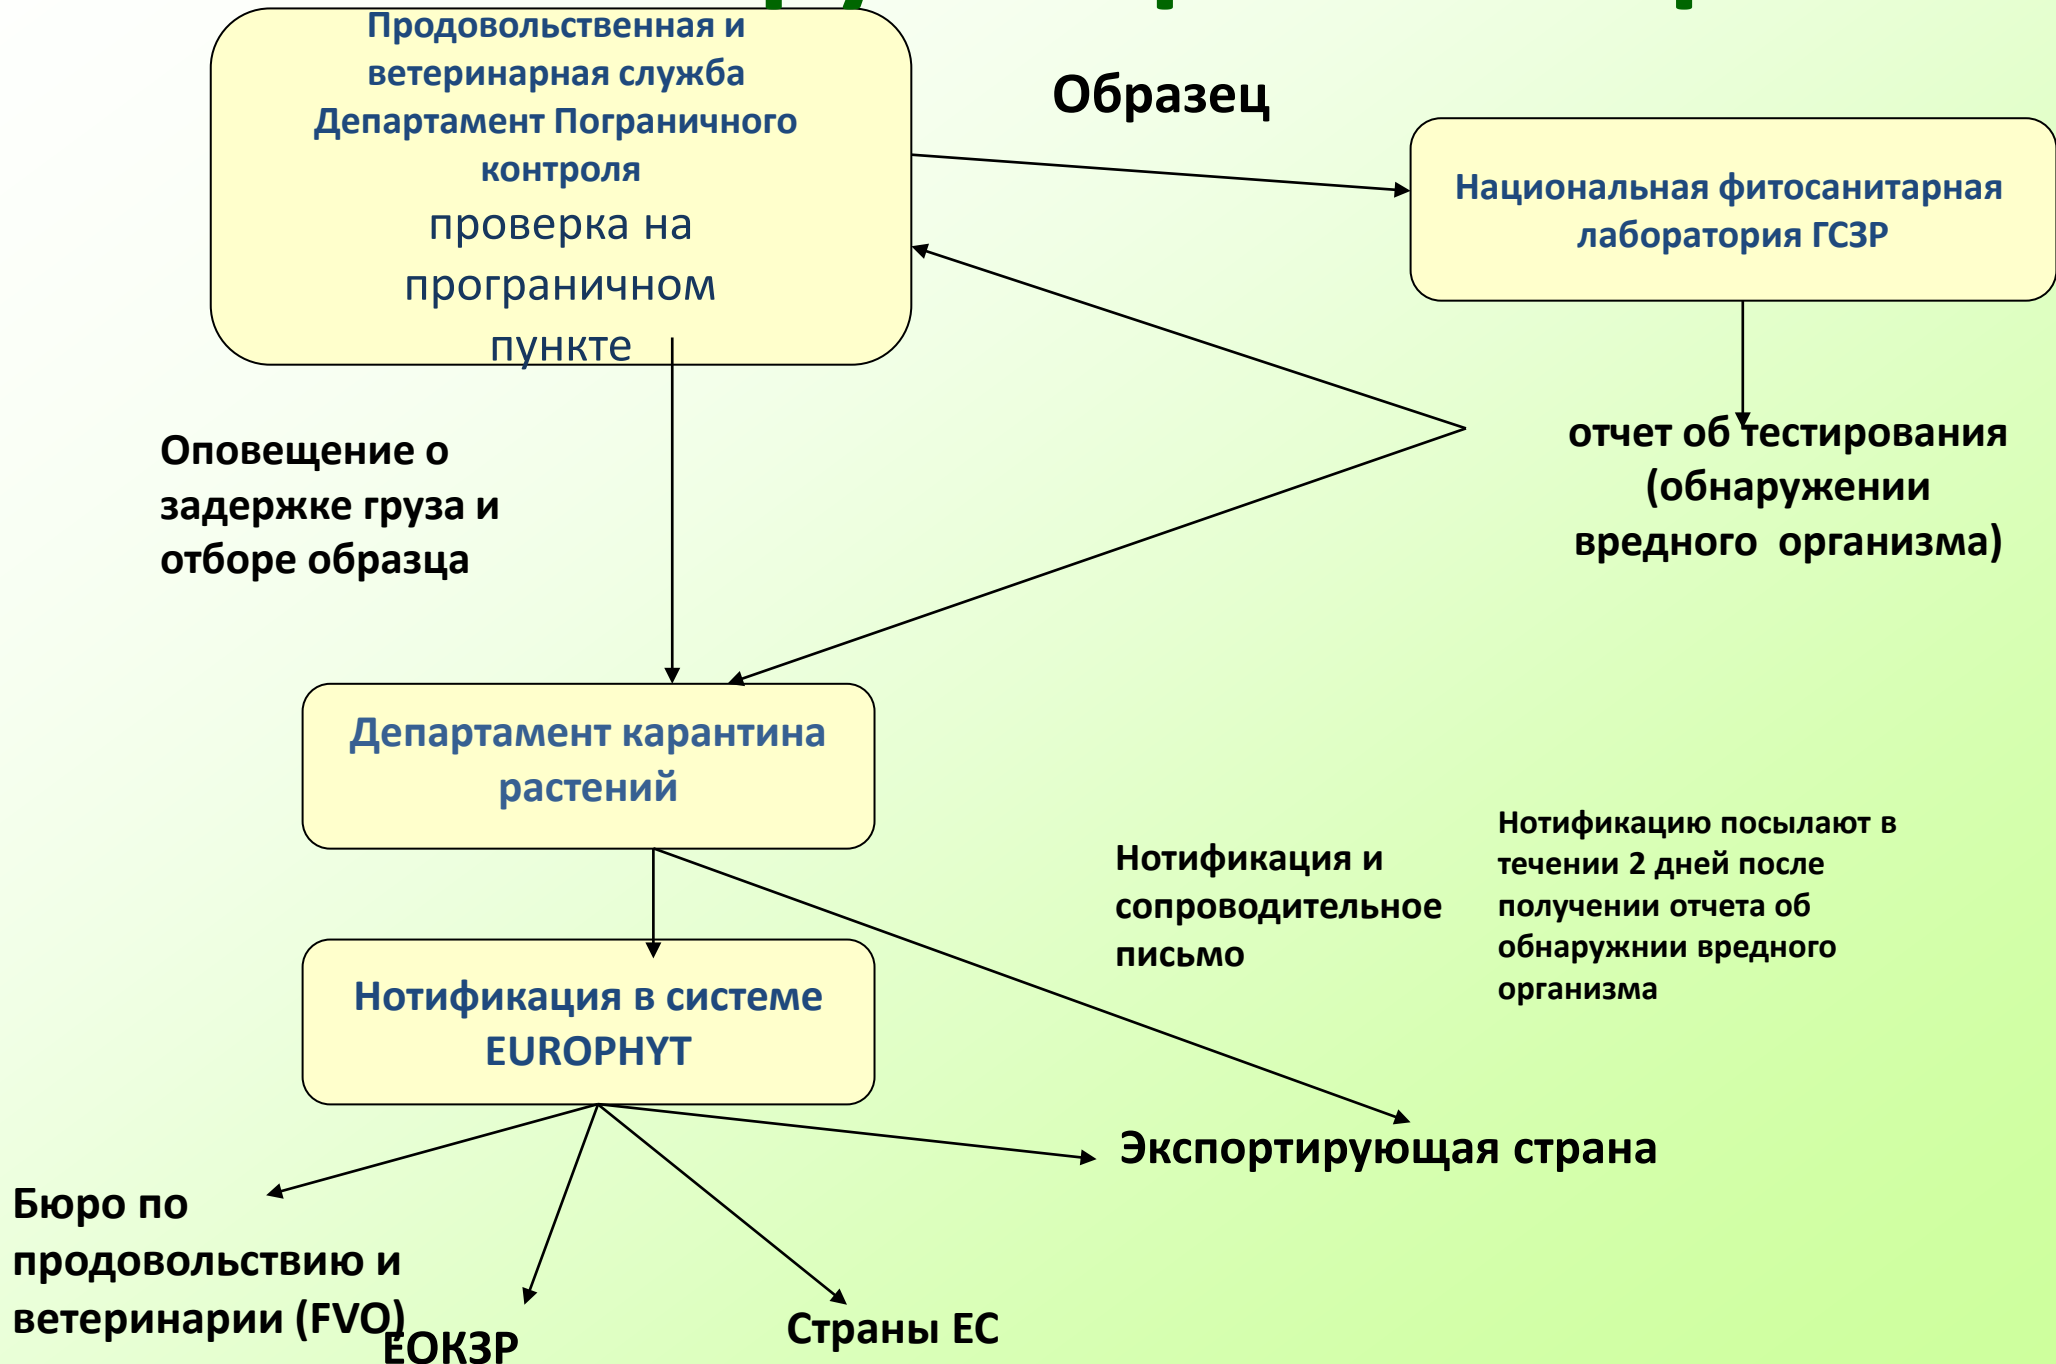 Продовольственная и
ветеринарная служба
Департамент Пограничного
контроля
проверка на
програничном
пункте
Образец
Национальная фитосанитарная
лаборатория ГСЗР
Оповещение о
задержке груза и
отборе образца
отчет об тестирования
(обнаружении
вредного организма)
Департамент карантина
растений
Нотификация и
сопроводительное
письмо
Нотификацию посылают в
течении 2 дней после
получении отчета об
обнаружнии вредного
организма
Нотификация в системе
EUROPHYT
Экспортирующая страна
Бюро по
продовольствию и
ветеринарии (FVO)
ЕОКЗР
Страны ЕС